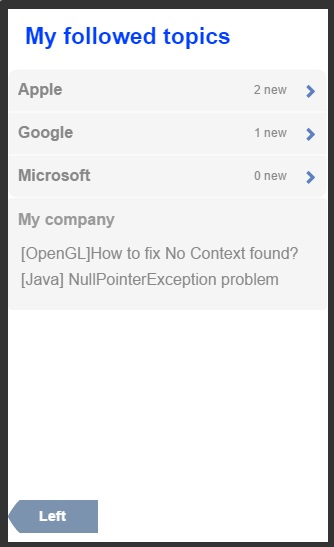 My followed topics
Apple 2 new
Google 1 new
Microsoft 0 new
My company
[OpenGL]How to fix No Context found?
[Java] NullPointerException problem
Left